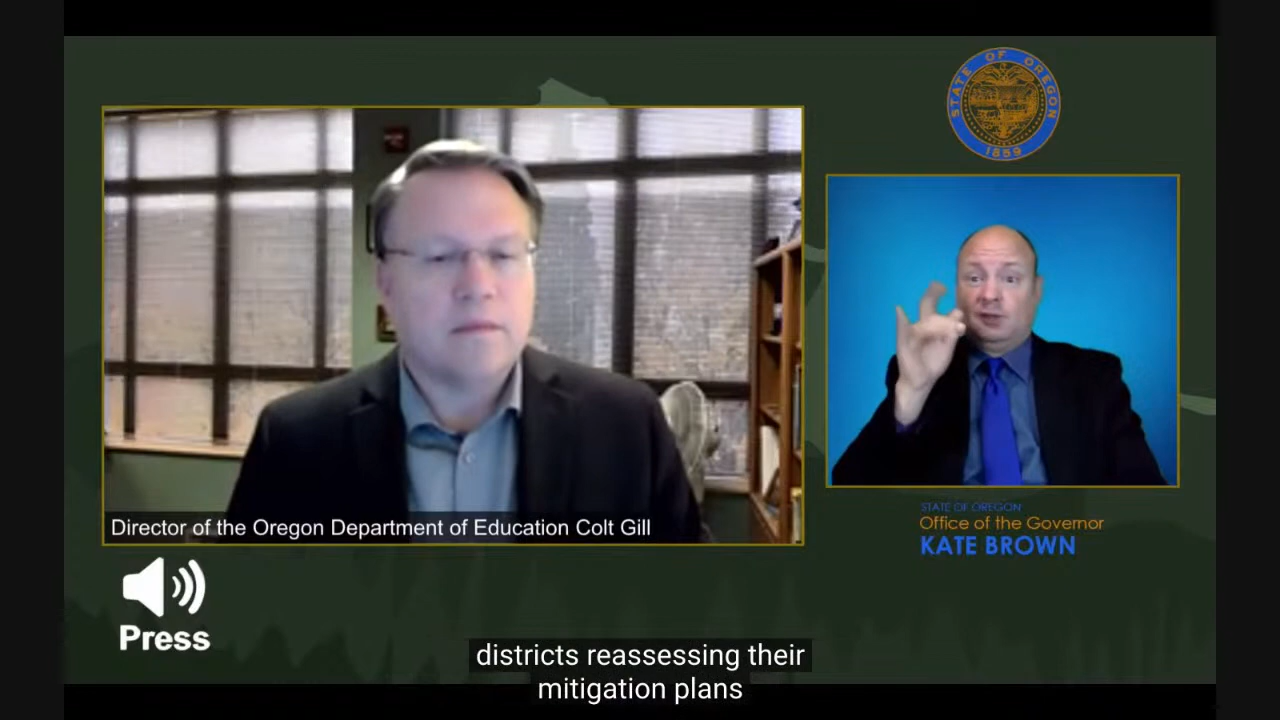 STATE OF OREGON
1859
Director of the Oregon Department of Education Colt Gill
STATE OF OREGON
Office of the Governor
KATE BROWN
Press
districts reassessing their
mitigation plans